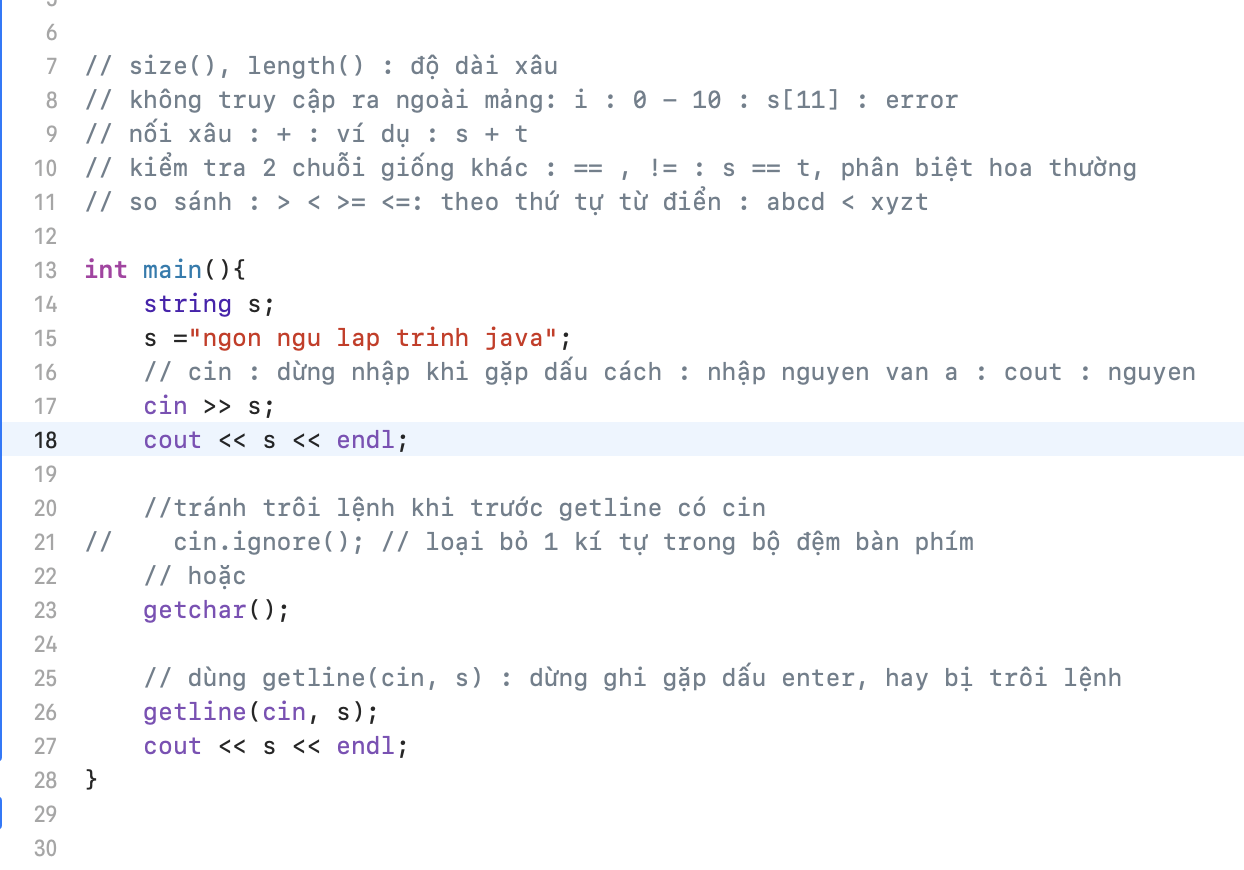 6
7 // size(), length() : độ dài xâu
8 // không truy cập ra ngoài mảng: i : 0 – 10 : s[11] : error
9 // nối xâu : + : ví dụ : s + t
10 // kiểm tra 2 chuỗi giống khác : == , != : s == t, phân biệt hoa thường
11 // so sánh : > < >= <=: theo thứ tự từ điển : abcd < xyzt
12
13 int main(){
14     string s;
15     s ="ngon ngu lap trinh java";
16     // cin : dừng nhập khi gặp dấu cách : nhập nguyen van a : cout : nguyen
17     cin >> s;
18     cout << s << endl;
19
20     //tránh trôi lệnh khi trước getline có cin
21 //    cin.ignore(); // loại bỏ 1 kí tự trong bộ đệm bàn phím
22     // hoặc
23     getchar();
24
25     // dùng getline(cin, s) : dừng ghi gặp dấu enter, hay bị trôi lệnh
26     getline(cin, s);
27     cout << s << endl;
28 }
29
30